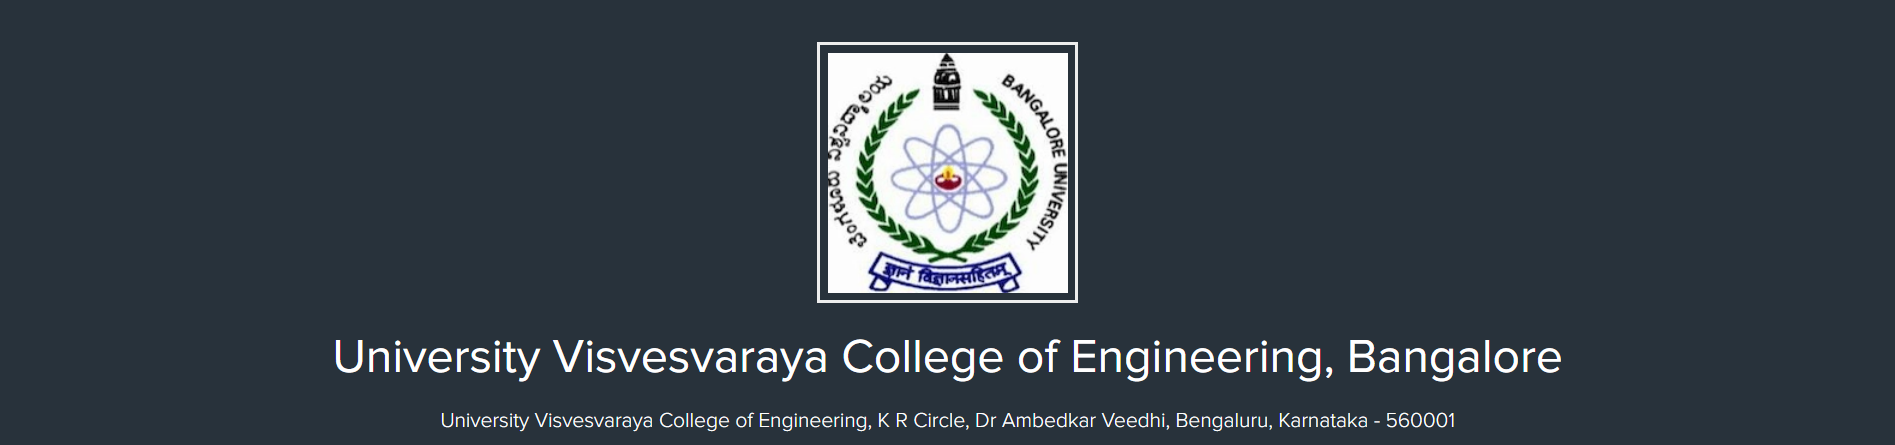 ಬೆಂಗಳೂರು ವಿಶ್ವವಿದ್ಯಾಲಯ
BANGALORE UNIVERSITY
ज्ञानं विज्ञानसहितम्
University Visvesvaraya College of Engineering, Bangalore
University Visvesvaraya College of Engineering, K R Circle, Dr Ambedkar Veedhi, Bengaluru, Karnataka - 560001